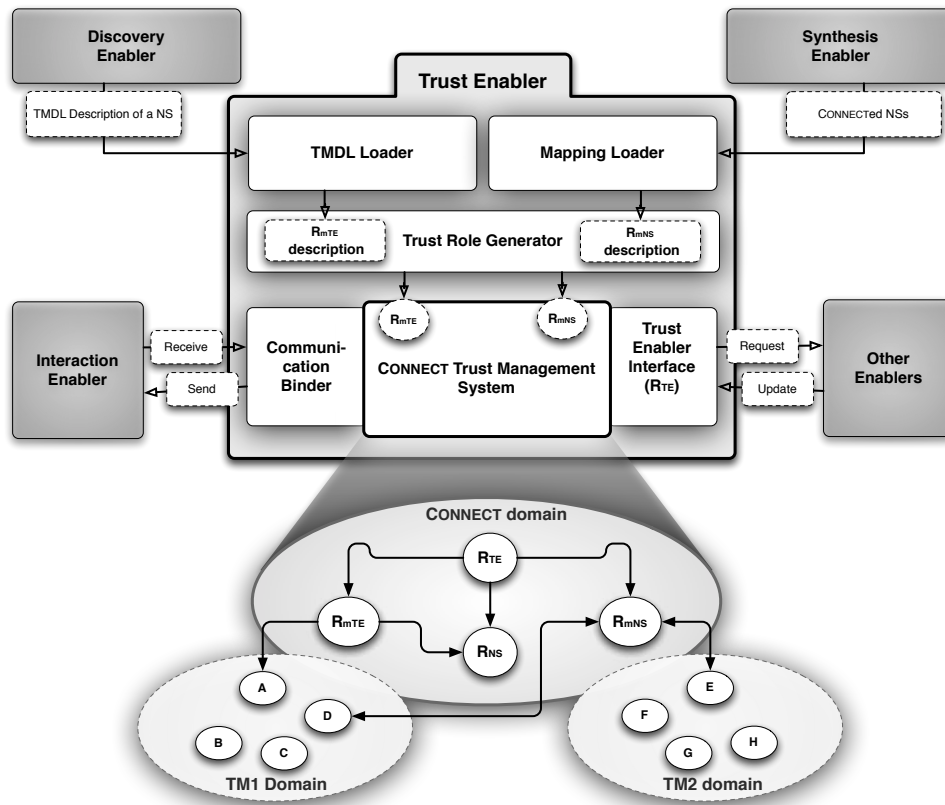 Discovery
Enabler
Synthesis
Enabler
Trust Enabler
TMDL Description of a NS
CONNECTed NSs
TMDL Loader
Mapping Loader
RmTE
description
Trust Role Generator
RmNS
description
RmTE
RmNS
Interaction
Enabler
Receive
Send
Communi-
cation
Binder
CONNECT Trust Management
System
Trust
Enabler
Interface
(RTE)
Request
Update
Other
Enablers
CONNECT domain
RTE
RmTE
RNS
RmNS
A
D
B
C
TM1 Domain
E
F
H
G
TM2 domain